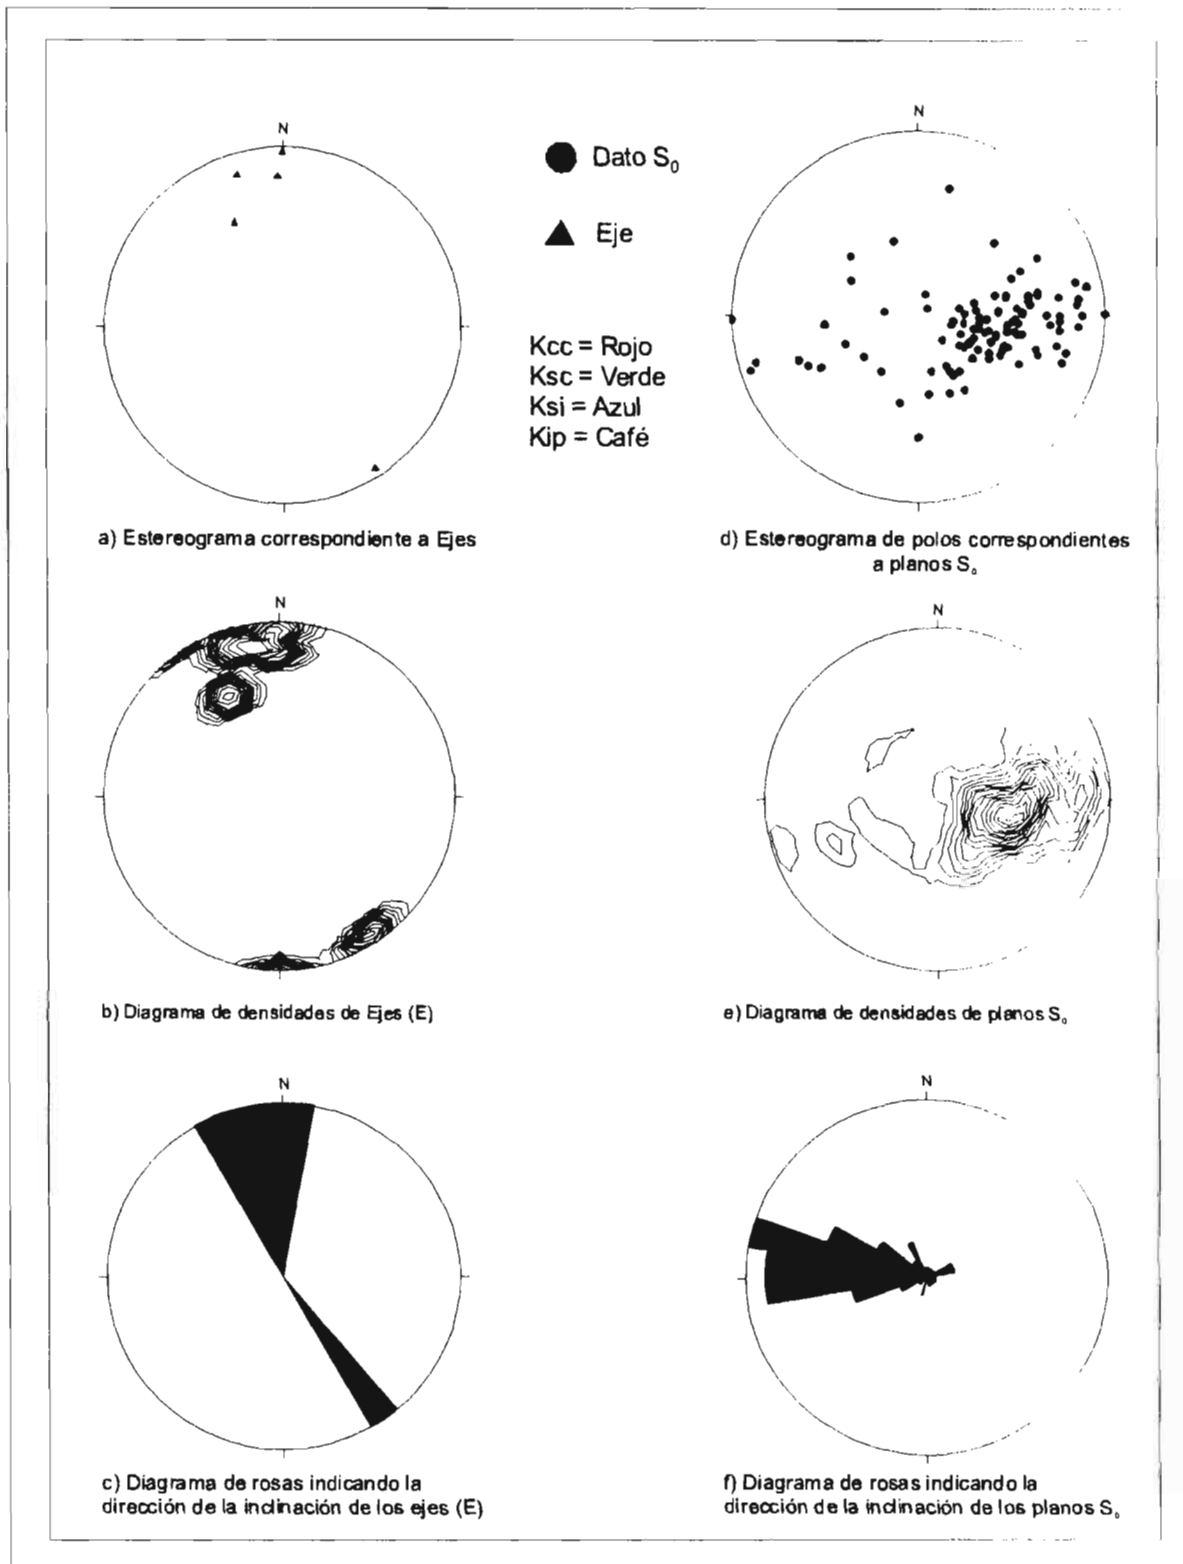 N
N
Dato S₀
Eje
Kcc = Rojo
Ksc = Verde
Ksi = Azul
Kip = Café
a) Estereograma correspondiente a Ejes
d) Estereograma de polos correspondientes
a planos S₀
N
N
b) Diagrama de densidades de Ejes (E)
e) Diagrama de densidades de planos S₀
N
N
c) Diagrama de rosas indicando la
dirección de la inclinación de los ejes (E)
f) Diagrama de rosas indicando la
dirección de la inclinación de los planos S₀